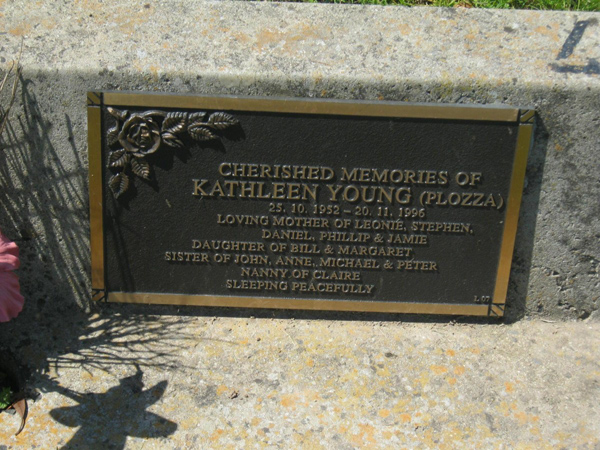 CHERISHED MEMORIES OF
KATHLEEN YOUNG (PLOZZA)
25. 10. 1952 - 20. 11. 1996
LOVING MOTHER OF LEONIE, STEPHEN,
DANIEL, PHILLIP & JAMIE
DAUGHTER OF BILL & MARGARET
SISTER OF JOHN, ANNE, MICHAEL & PETER
NANNY OF CLAIRE
SLEEPING PEACEFULLY
L 07